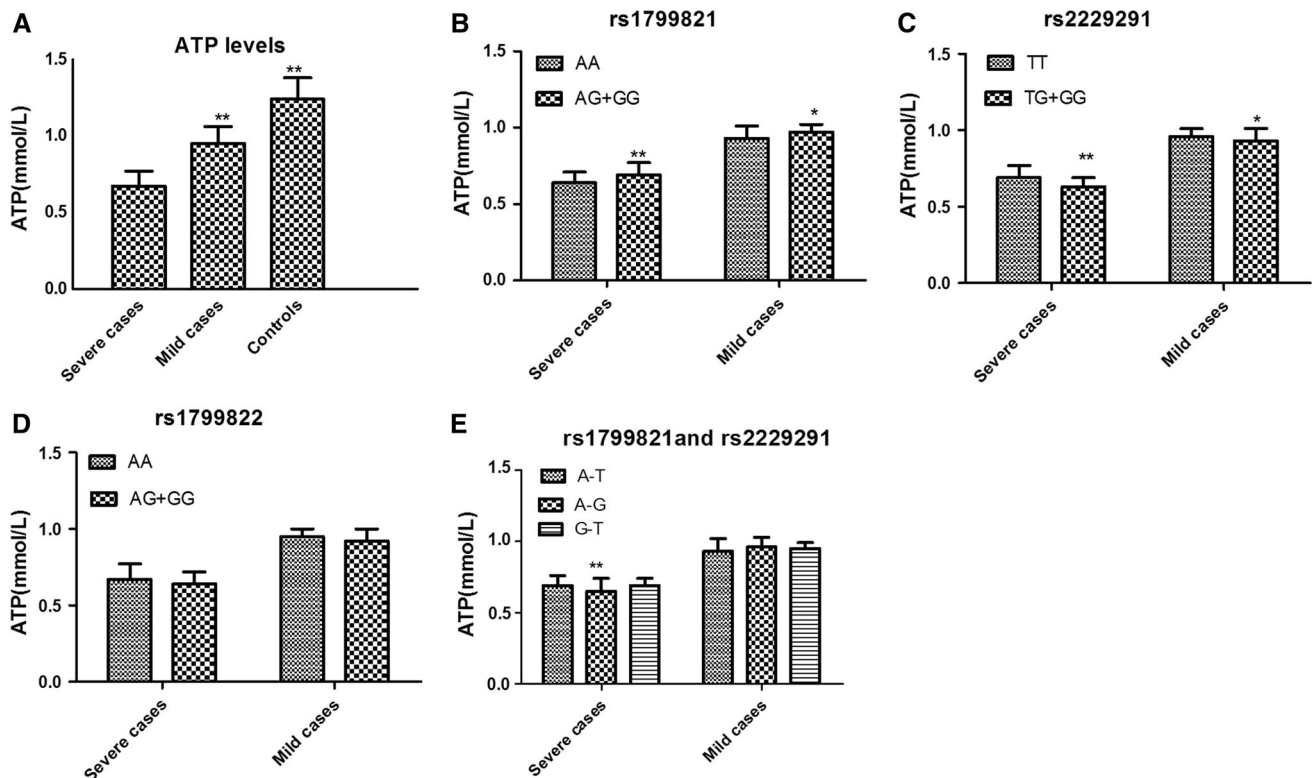 A
ATP levels
ATP(mmol/L)
1.5
1.0
0.5
0.0
**
**
Severe cases
Mild cases
Controls
B
rs1799821
ATP(mmol/L)
1.5
1.0
0.5
0.0
AA
AG+GG
**
*
Severe cases
Mild cases
C
rs2229291
ATP(mmol/L)
1.5
1.0
0.5
0.0
TT
TG+GG
**
*
Severe cases
Mild cases
D
rs1799822
ATP(mmol/L)
1.5
1.0
0.5
0.0
AA
AG+GG
Severe cases
Mild cases
E
rs1799821and rs2229291
ATP(mmol/L)
1.5
1.0
0.5
0.0
A-T
A-G
G-T
**
Severe cases
Mild cases